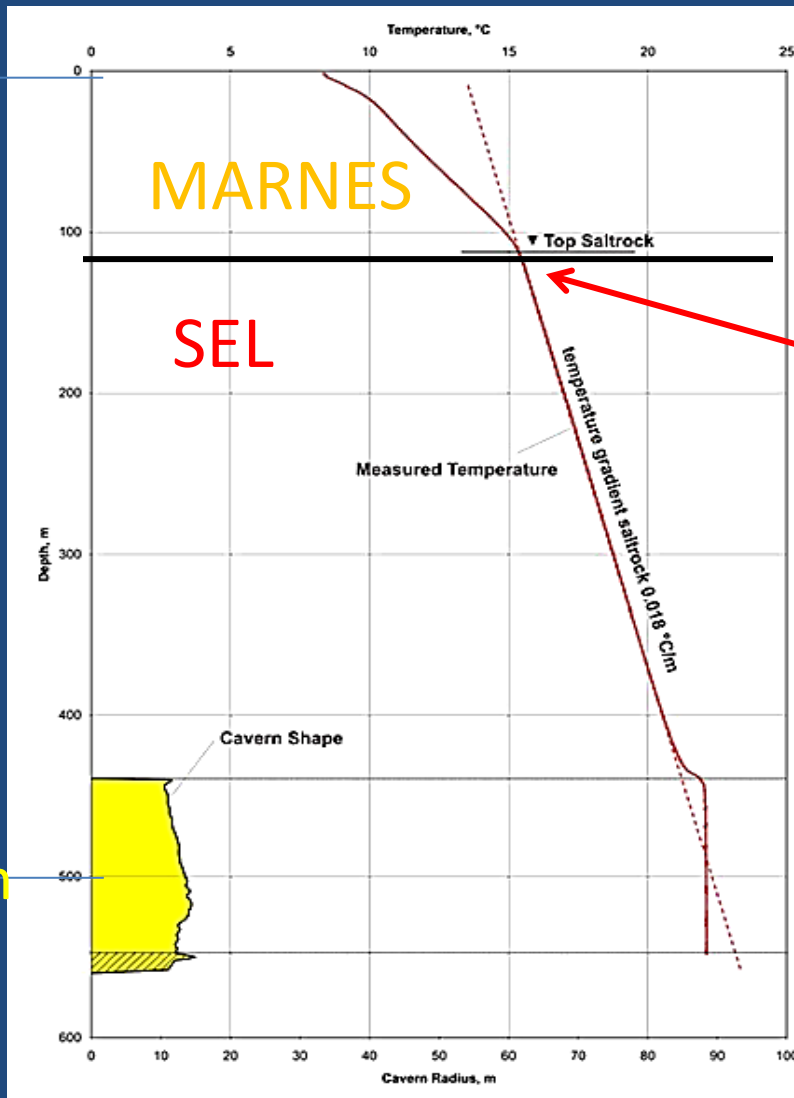 Temperature, °C
0 5 10 15 20 25
0
MARNES
100
▼ Top Saltrock
SEL
200
temperature gradient saltrock 0.018 °C/m
Measured Temperature
Depth, m
300
400
Cavern Shape
500
600
0 10 20 30 40 50 60 70 80 90 100
Cavern Radius, m